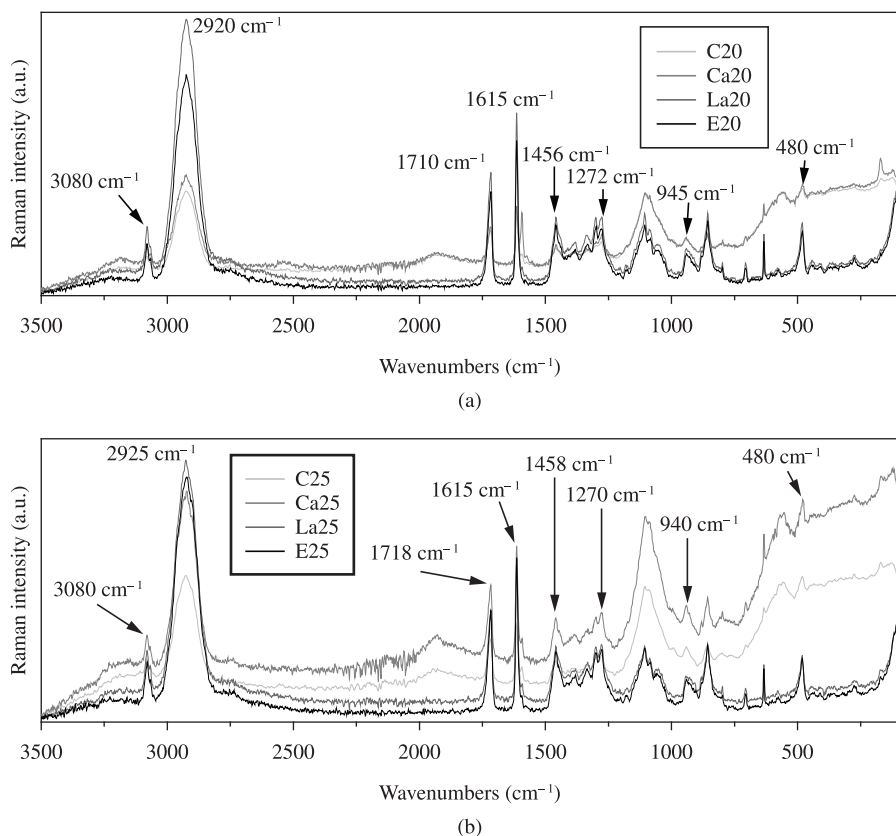 2920 cm⁻¹
C20
Ca20
La20
E20
1615 cm⁻¹
3080 cm⁻¹
1710 cm⁻¹
1456 cm⁻¹
1272 cm⁻¹
945 cm⁻¹
480 cm⁻¹
Raman intensity (a.u.)
3500 3000 2500 2000 1500 1000 500
Wavenumbers (cm⁻¹)
(a)
2925 cm⁻¹
C25
Ca25
La25
E25
1458 cm⁻¹
480 cm⁻¹
1615 cm⁻¹
1270 cm⁻¹
940 cm⁻¹
1718 cm⁻¹
3080 cm⁻¹
Raman intensity (a.u.)
3500 3000 2500 2000 1500 1000 500
Wavenumbers (cm⁻¹)
(b)